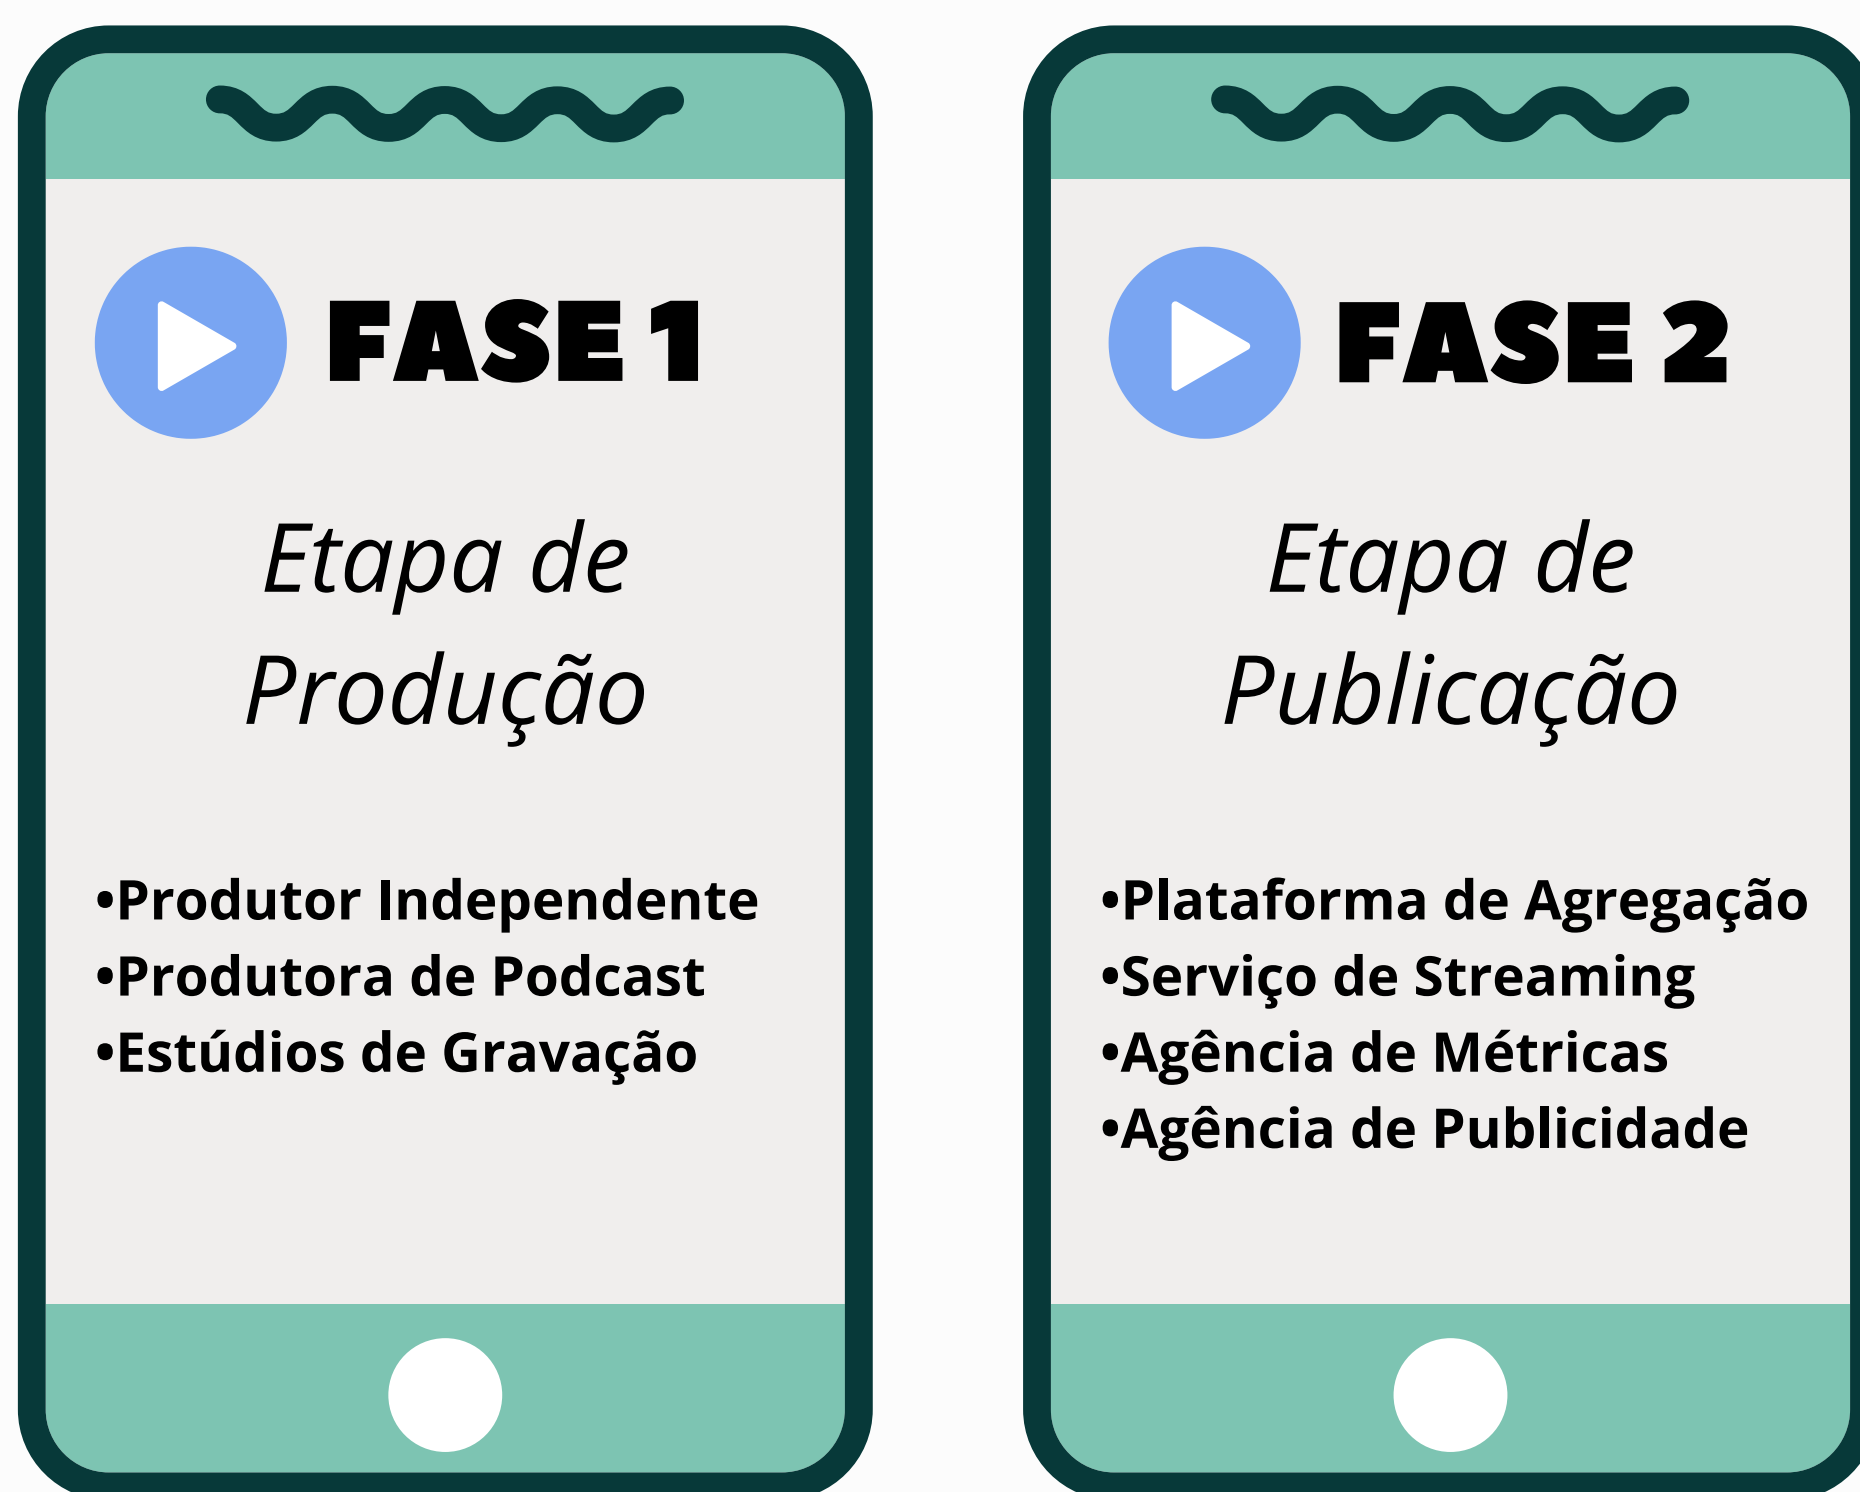 FASE 1
Etapa de
Produção
•Produtor Independente
•Produtora de Podcast
•Estúdios de Gravação
FASE 2
Etapa de
Publicação
•Plataforma de Agregação
•Serviço de Streaming
•Agência de Métricas
•Agência de Publicidade